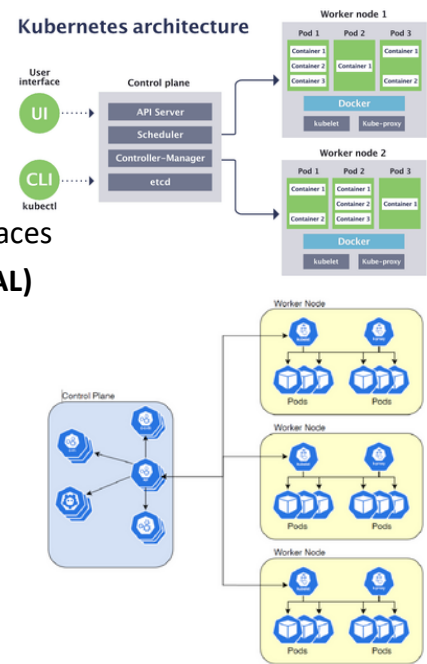 Kubernetes architecture
User
interface
UI
CLI
kubectl
Control plane
API Server
Scheduler
Controller-Manager
etcd
Worker node 1
Pod 1 Pod 2 Pod 3
Container 1 Container 1
Container 2 Container 1
Container 3 Container 2
Docker
kubelet Kube-proxy
Worker node 2
Pod 1 Pod 2 Pod 3
Container 1 Container 1
Container 2 Container 1
Container 2 Container 3
Docker
kubelet Kube-proxy
aces
AL)
Control Plane
Worker Node
Pods Pods
Worker Node
Pods Pods
Worker Node
Pods Pods